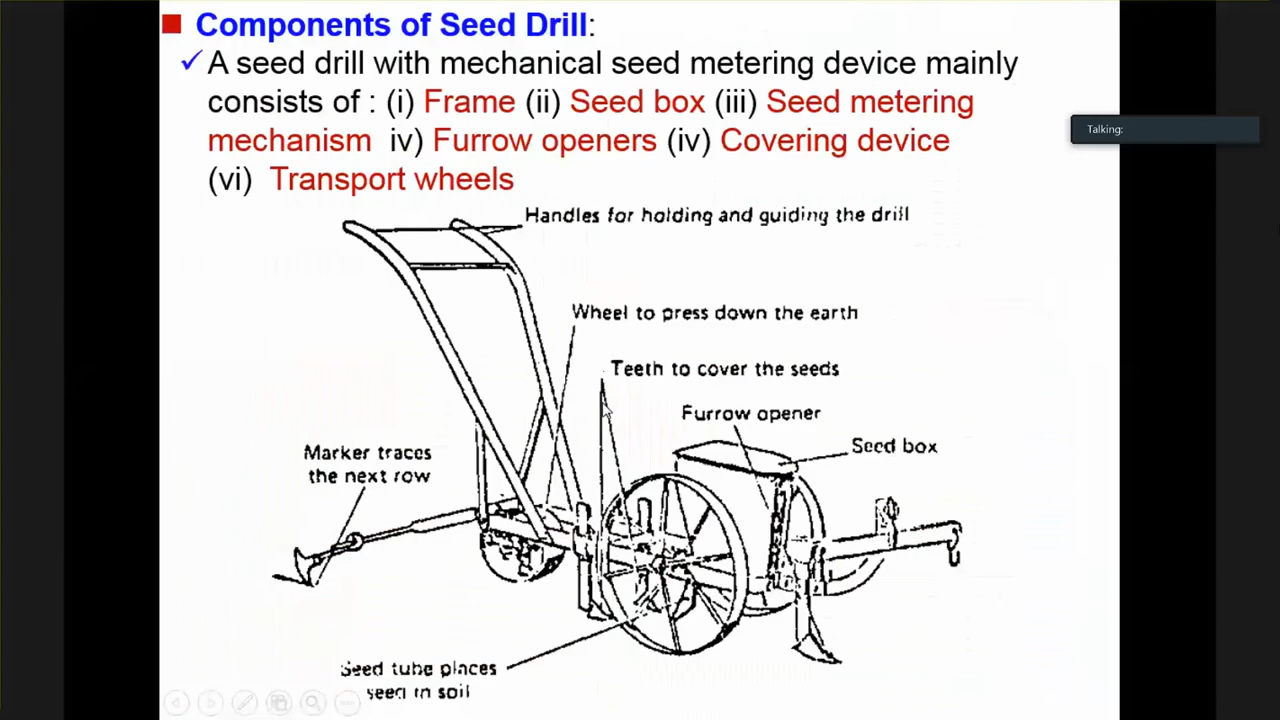 Components of Seed Drill:
A seed drill with mechanical seed metering device mainly
consists of : (i) Frame (ii) Seed box (iii) Seed metering
mechanism iv) Furrow openers (iv) Covering device
(vi) Transport wheels
Talking:
Handles for holding and guiding the drill
Wheel to press down the earth
Teeth to cover the seeds
Furrow opener
Seed box
Marker traces
the next row
Seed tube places
seed in soil